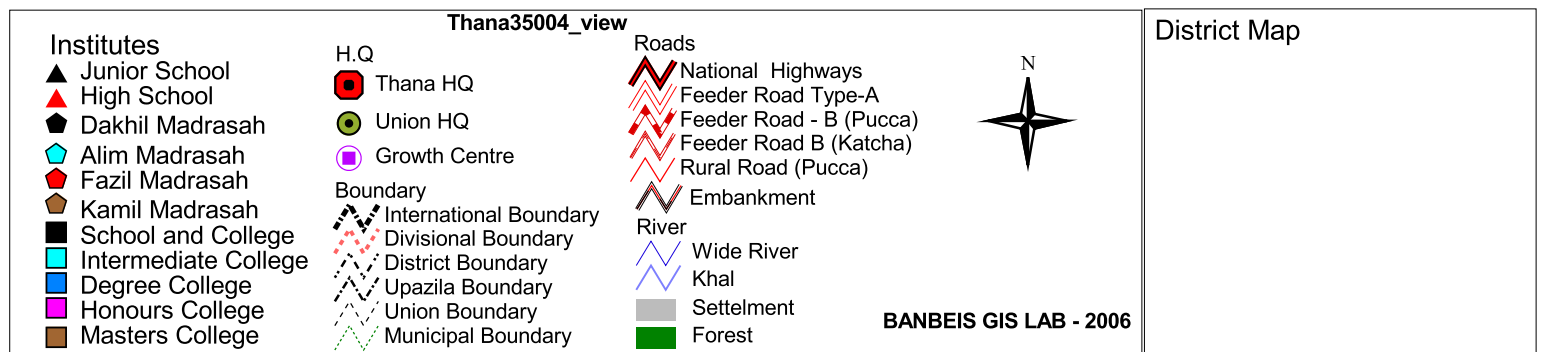 Thana35004_view
Institutes
Junior School
High School
Dakhil Madrasah
Alim Madrasah
Fazil Madrasah
Kamil Madrasah
School and College
Intermediate College
Degree College
Honours College
Masters College
H.Q
Thana HQ
Union HQ
Growth Centre
Boundary
International Boundary
Divisional Boundary
District Boundary
Upazila Boundary
Union Boundary
Municipal Boundary
Roads
National Highways
Feeder Road Type-A
Feeder Road - B (Pucca)
Feeder Road B (Katcha)
Rural Road (Pucca)
Embankment
River
Wide River
Khal
Settelment
Forest
N
BANBEIS GIS LAB - 2006
District Map